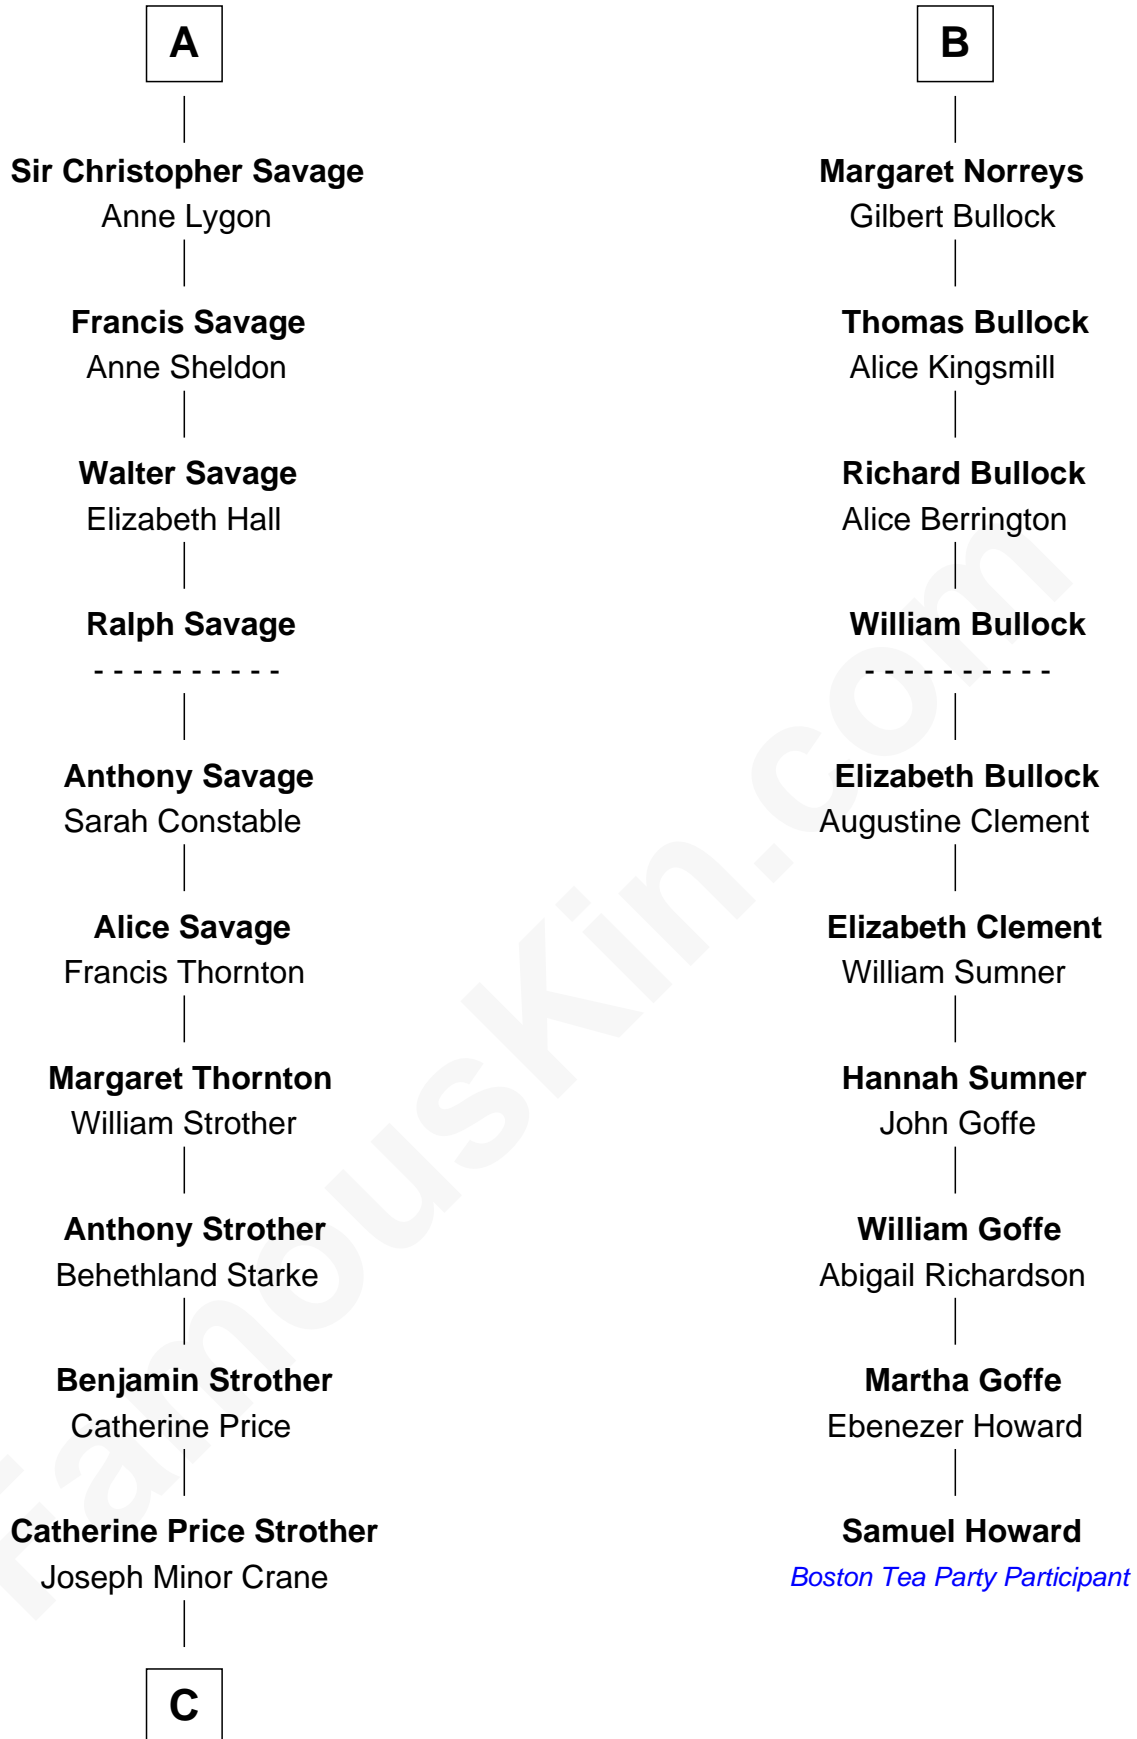 A
Sir Christopher Savage
Anne Lygon
Francis Savage
Anne Sheldon
Walter Savage
Elizabeth Hall
Ralph Savage
- - - - - - - - - -
Anthony Savage
Sarah Constable
Alice Savage
Francis Thornton
Margaret Thornton
William Strother
Anthony Strother
Behethland Starke
Benjamin Strother
Catherine Price
Catherine Price Strother
Joseph Minor Crane
C
B
Margaret Norreys
Gilbert Bullock
Thomas Bullock
Alice Kingsmill
Richard Bullock
Alice Berrington
William Bullock
- - - - - - - - - -
Elizabeth Bullock
Augustine Clement
Elizabeth Clement
William Sumner
Hannah Sumner
John Goffe
William Goffe
Abigail Richardson
Martha Goffe
Ebenezer Howard
Samuel Howard
Boston Tea Party Participant
FamousKin.com